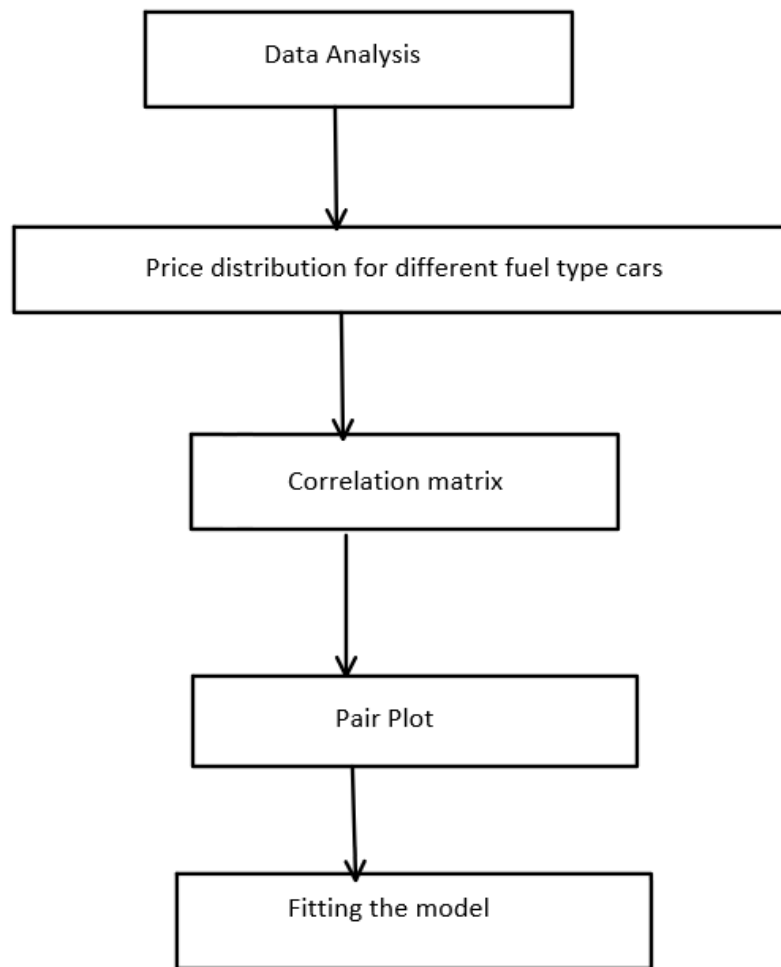 Data Analysis
Price distribution for different fuel type cars
Correlation matrix
Pair Plot
Fitting the model